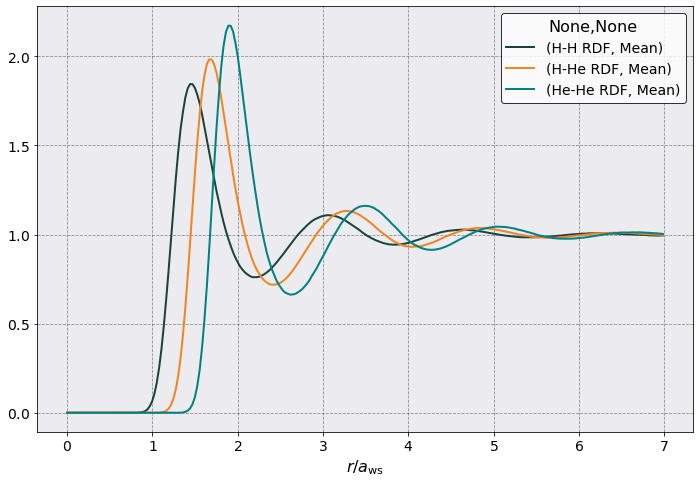 None,None
(H-H RDF, Mean)
(H-He RDF, Mean)
(He-He RDF, Mean)
2.0
1.5
1.0
0.5
0.0
0 1 2 3 4 5 6 7
r/a_ws